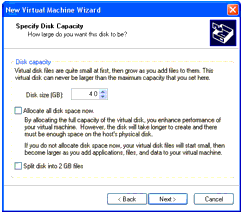 New Virtual Machine Wizard
Specify Disk Capacity
How large do you want this disk to be?
Disk capacity
Virtual disk files are quite small at first, then grow as you add files to them. This
virtual disk can never be larger than the maximum capacity that you set here.
Disk size (GB): 4.0
Allocate all disk space now.
By allocating the full capacity of the virtual disk, you enhance performance of
your virtual machine. However, the disk will take longer to create and there
must be enough space on the host's physical disk.
If you do not allocate disk space now, your virtual disk files will start small, then
become larger as you add applications, files, and data to your virtual machine.
Split disk into 2 GB files
< Back
Next >
Cancel